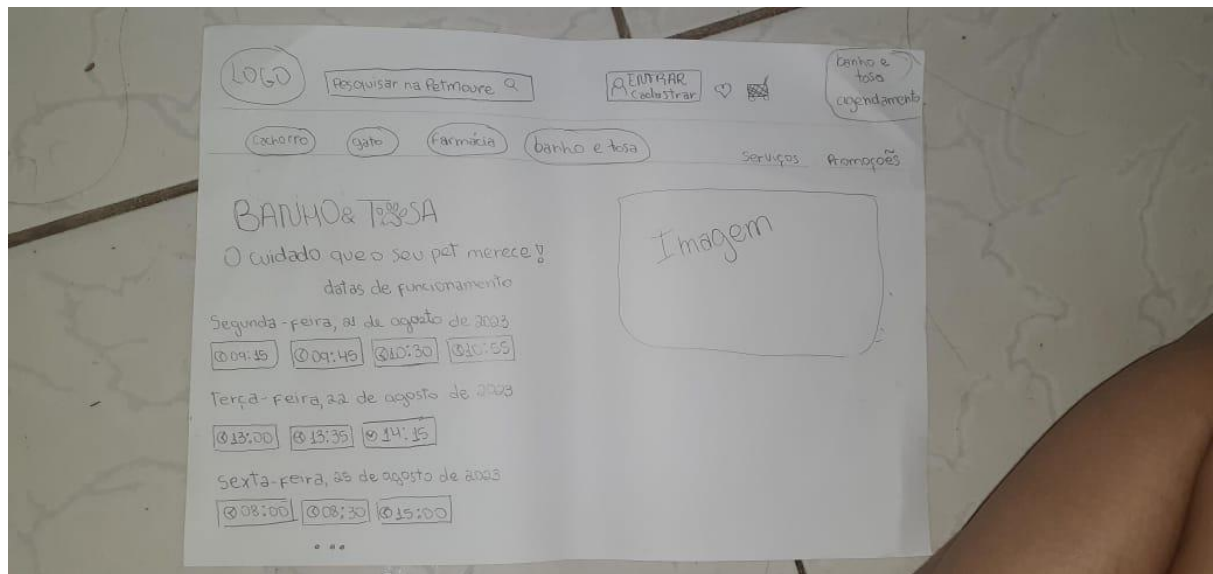 LOGO
Pesquisar na Petmoure
ENTRAR
Cadastrar
banho e
tosa
agendamento
cachorro
gato
farmácia
banho e tosa
Serviços
Promoções
BANHO & TOSA
O cuidado que o seu pet merece!
datas de funcionamento
Imagem
Segunda-feira, 21 de agosto de 2023
09:15
09:45
10:30
10:55
Terça-feira, 22 de agosto de 2023
13:00
13:35
14:15
Sexta-feira, 25 de agosto de 2023
08:00
08:30
15:00
...